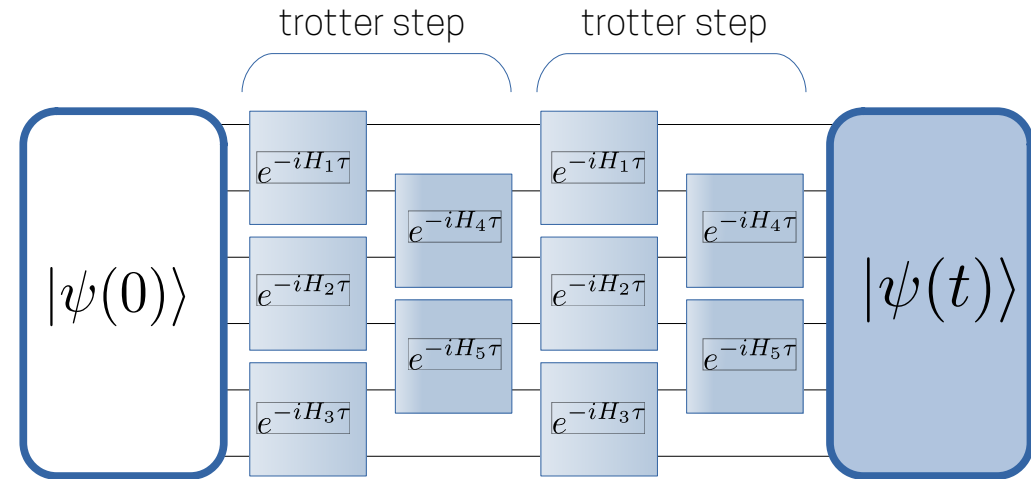 trotter step trotter step
e^{-iH_1τ} e^{-iH_1τ}
e^{-iH_4τ} e^{-iH_4τ}
|ψ(0)⟩ e^{-iH_2τ} e^{-iH_2τ} |ψ(t)⟩
e^{-iH_5τ} e^{-iH_5τ}
e^{-iH_3τ} e^{-iH_3τ}